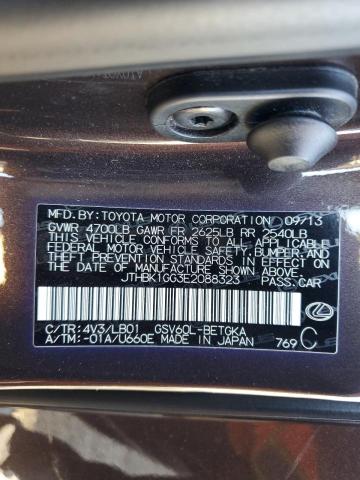 MFD.BY:TOYOTA MOTOR CORPORATION 09/13
GVWR 4700LB GAWR FR 2625LB RR 2540LB
THIS VEHICLE CONFORMS TO ALL APPLICABLE
FEDERAL MOTOR VEHICLE SAFETY,BUMPER,AND
THEFT PREVENTION STANDARDS IN EFFECT ON
THE DATE OF MANUFACTURE SHOWN ABOVE.
JTHBK1GG3E2088323 PASS.CAR
C/TR:4V3/LB01 GSV60L-BETGKA
A/TM:-01A/U660E MADE IN JAPAN 769 C